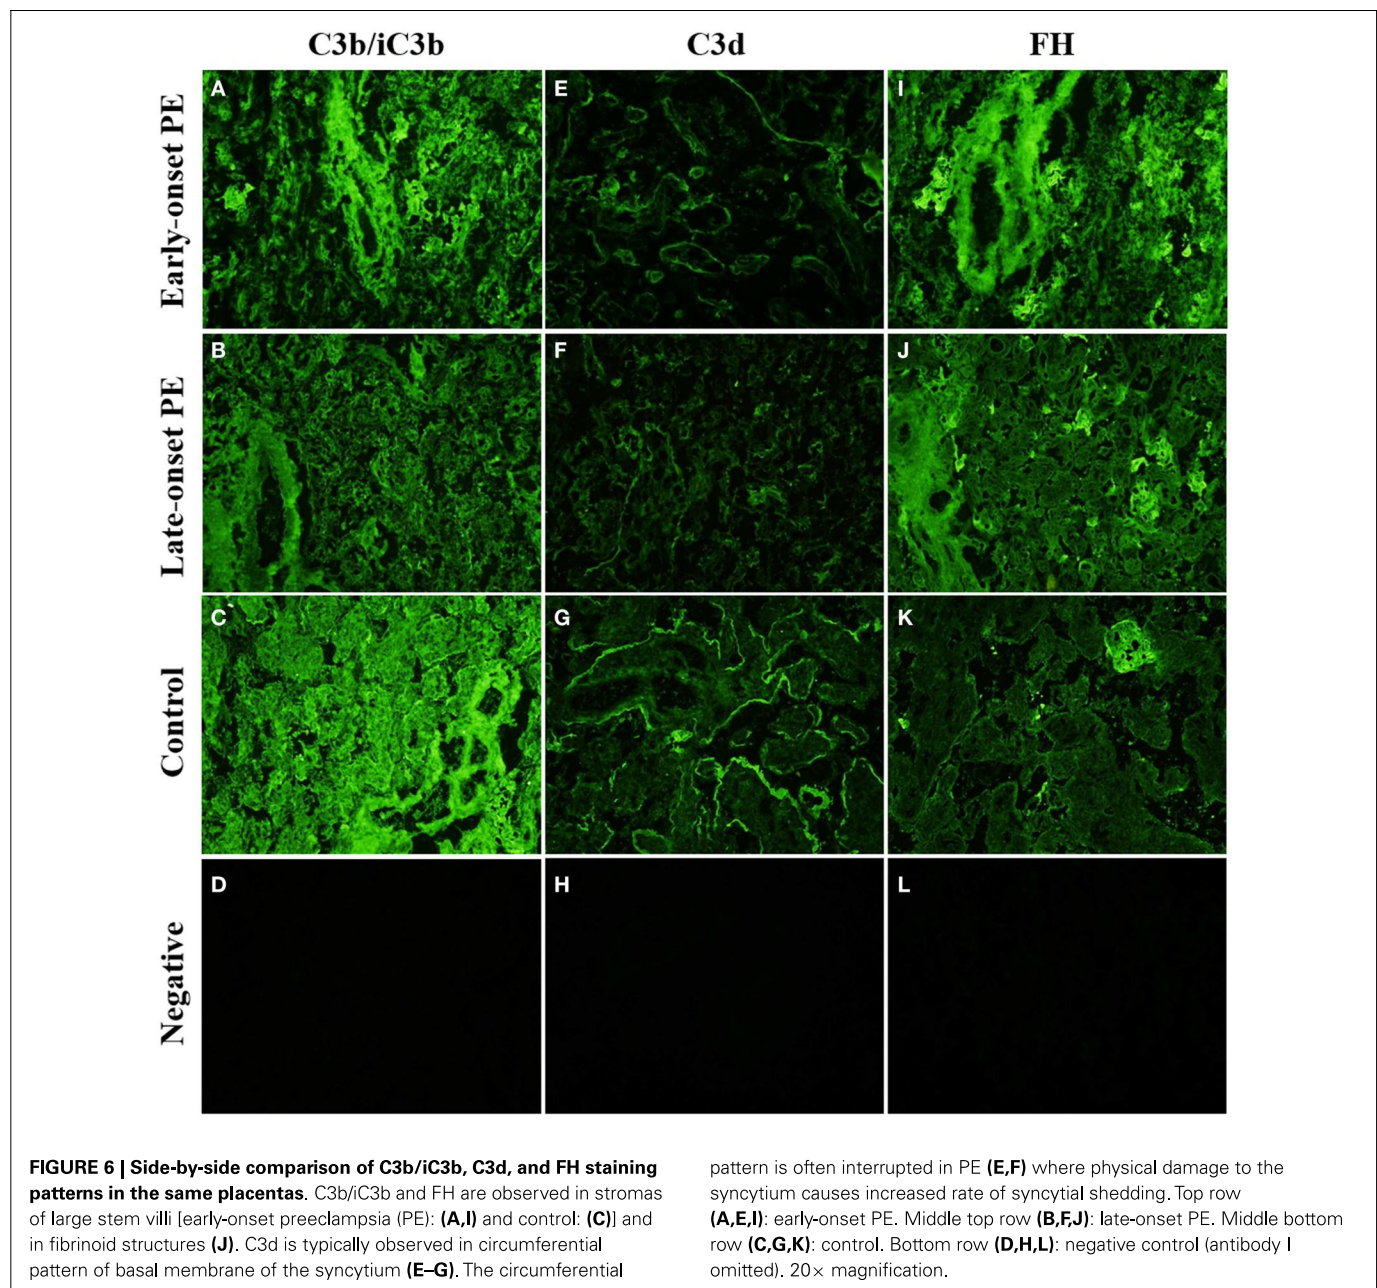 C3b/iC3b C3d FH
Early-onset PE
A E I
Late-onset PE
B F J
Control
C G K
Negative
D H L
FIGURE 6 | Side-by-side comparison of C3b/iC3b, C3d, and FH staining
patterns in the same placentas. C3b/iC3b and FH are observed in stromas
of large stem villi [early-onset preeclampsia (PE): (A,I) and control: (C)] and
in fibrinoid structures (J). C3d is typically observed in circumferential
pattern of basal membrane of the syncytium (E–G). The circumferential
pattern is often interrupted in PE (E,F) where physical damage to the
syncytium causes increased rate of syncytial shedding. Top row
(A,E,I): early-onset PE. Middle top row (B,F,J): late-onset PE. Middle bottom
row (C,G,K): control. Bottom row (D,H,L): negative control (antibody I
omitted). 20× magnification.